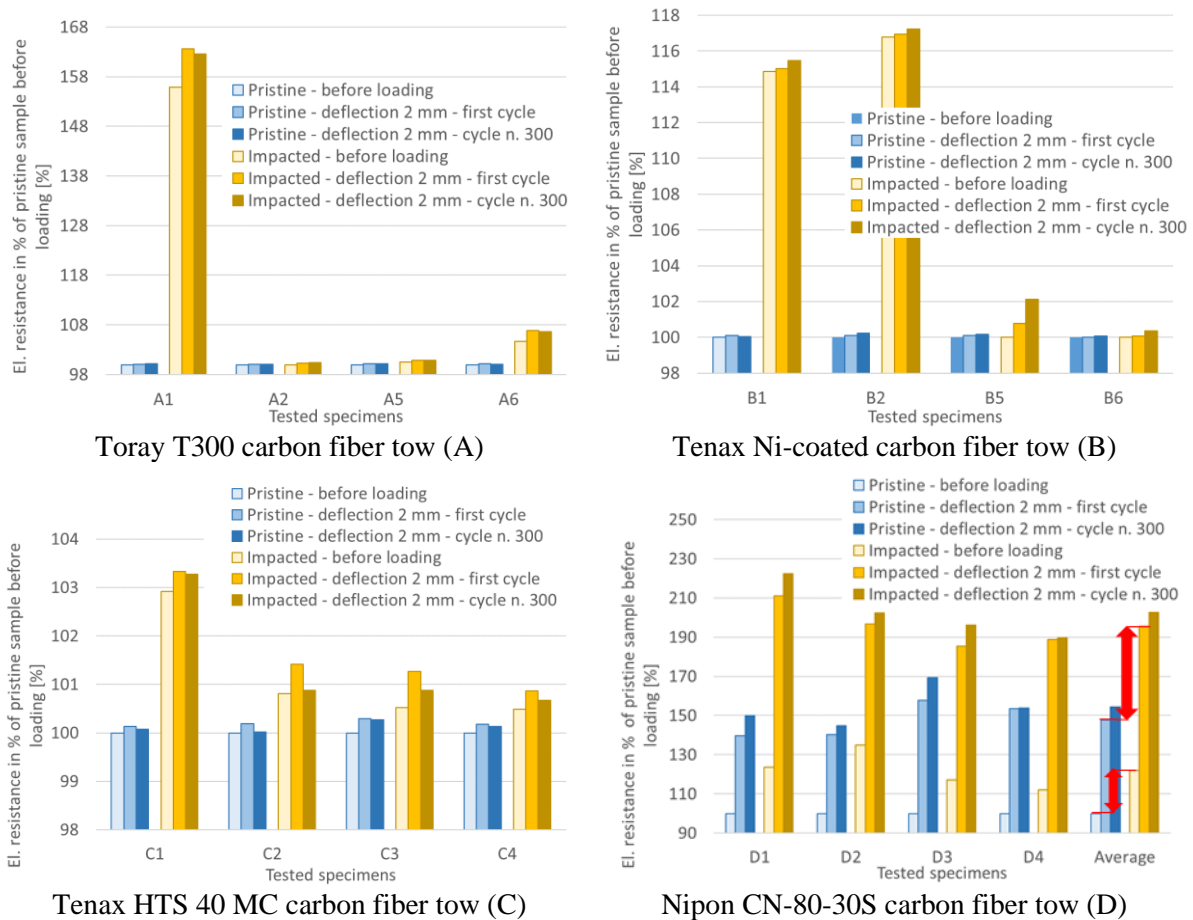 El. resistance in % of pristine sample before
loading [%]
168
158
148
138
128
118
108
98
Pristine - before loading
Pristine - deflection 2 mm - first cycle
Pristine - deflection 2 mm - cycle n. 300
Impacted - before loading
Impacted - deflection 2 mm - first cycle
Impacted - deflection 2 mm - cycle n. 300
A1 A2 A5 A6
Tested specimens
Toray T300 carbon fiber tow (A)
El. resistance in % of pristine sample before
loading [%]
118
116
114
112
110
108
106
104
102
100
98
Pristine - before loading
Pristine - deflection 2 mm - first cycle
Pristine - deflection 2 mm - cycle n. 300
Impacted - before loading
Impacted - deflection 2 mm - first cycle
Impacted - deflection 2 mm - cycle n. 300
B1 B2 B5 B6
Tested specimens
Tenax Ni-coated carbon fiber tow (B)
El. resistance in % of pristine sample before
loading [%]
104
103
102
101
100
99
98
Pristine - before loading
Pristine - deflection 2 mm - first cycle
Pristine - deflection 2 mm - cycle n. 300
Impacted - before loading
Impacted - deflection 2 mm - first cycle
Impacted - deflection 2 mm - cycle n. 300
C1 C2 C3 C4
Tested specimens
Tenax HTS 40 MC carbon fiber tow (C)
El. resistance in % of pristine sample before
loading [%]
250
230
210
190
170
150
130
110
90
Pristine - before loading
Pristine - deflection 2 mm - first cycle
Pristine - deflection 2 mm - cycle n. 300
Impacted - before loading
Impacted - deflection 2 mm - first cycle
Impacted - deflection 2 mm - cycle n. 300
D1 D2 D3 D4 Average
Tested specimens
Nipon CN-80-30S carbon fiber tow (D)